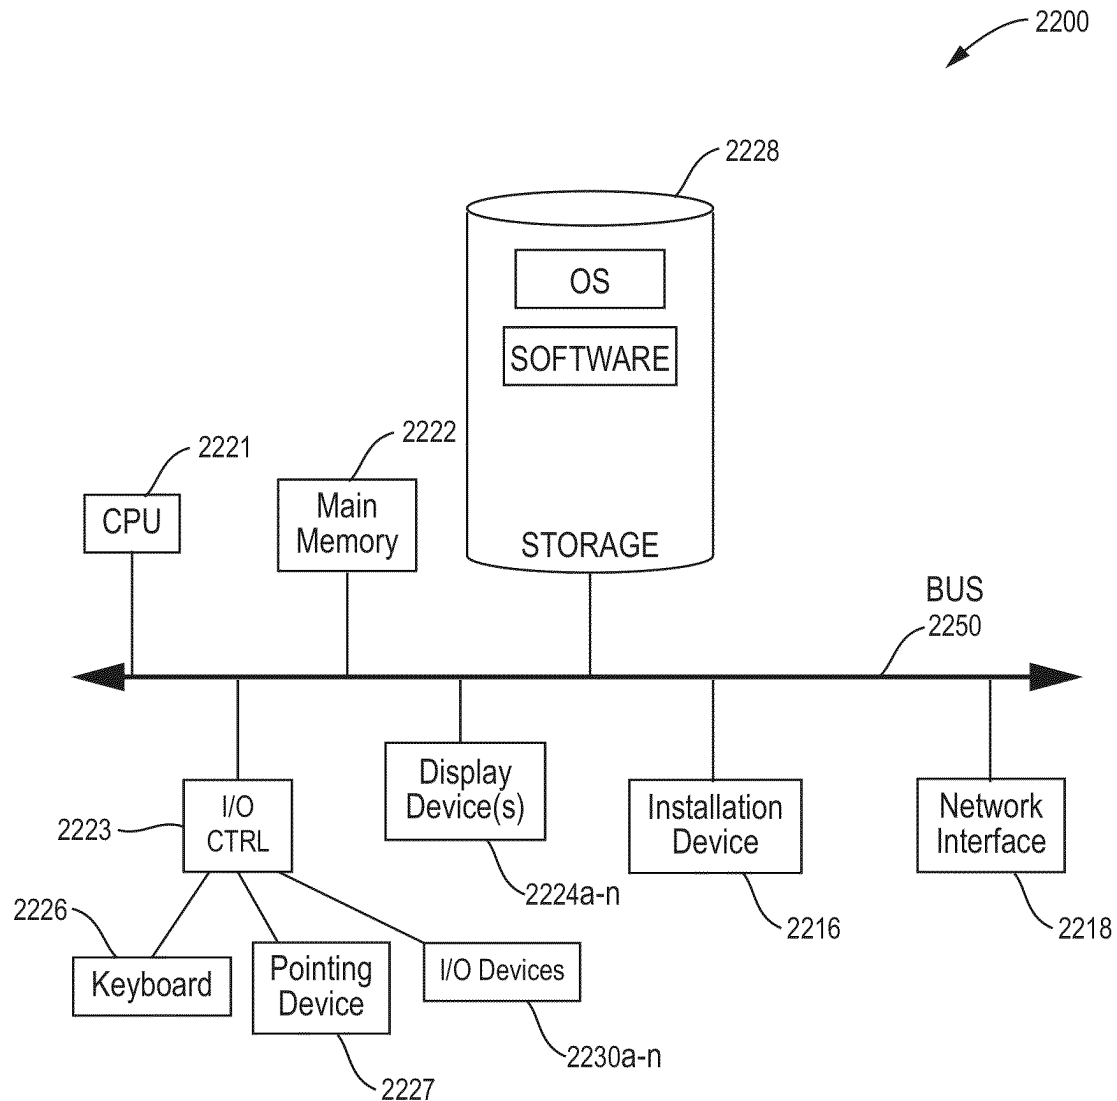 2200
2228
OS
SOFTWARE
STORAGE
2221
CPU
2222
Main
Memory
BUS
2250
I/O
CTRL
2223
Display
Device(s)
2224a-n
Installation
Device
2216
Network
Interface
2218
2226
Keyboard
Pointing
Device
2227
I/O Devices
2230a-n